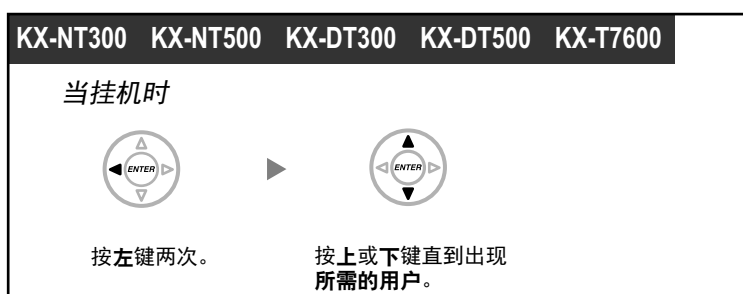 KX-NT300 KX-NT500 KX-DT300 KX-DT500 KX-T7600
当挂机时
ENTER ENTER
按左键两次。
按上或下键直到出现
所需的用户。